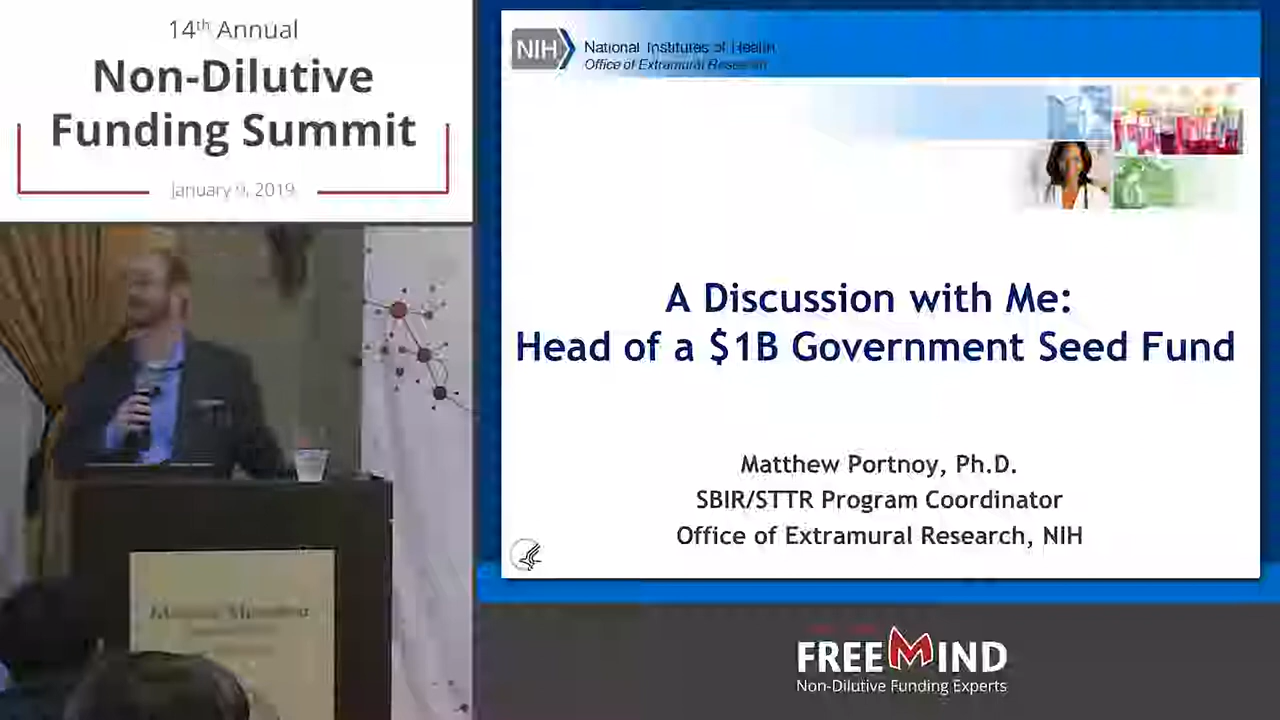 14th Annual
Non-Dilutive
Funding Summit
January 9, 2019
NIH
National Institutes of Health
Office of Extramural Research
A Discussion with Me:
Head of a $1B Government Seed Fund
Matthew Portnoy, Ph.D.
SBIR/STTR Program Coordinator
Office of Extramural Research, NIH
FREEMIND
Non-Dilutive Funding Experts